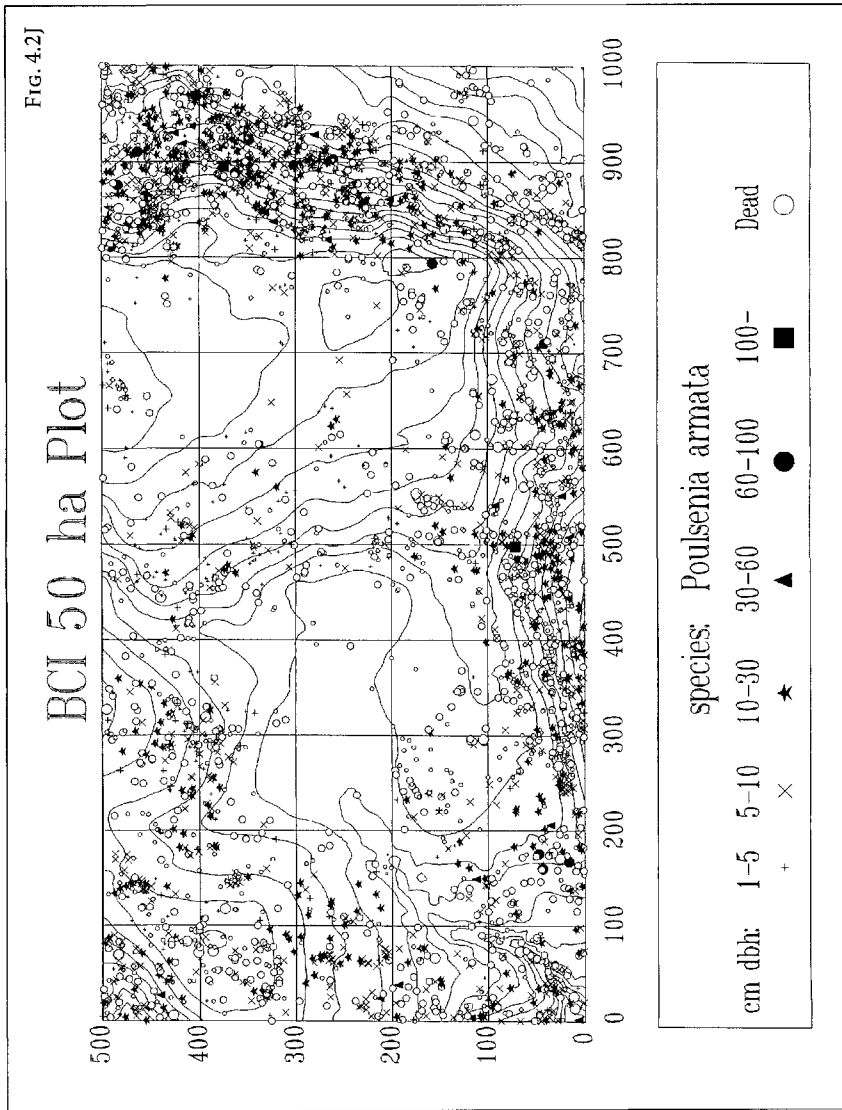 FIG. 4.2J
BCI 50 ha Plot
500
400
300
200
100
0
0 100 200 300 400 500 600 700 800 900 1000
species: Poulsenia armata
cm dbh: 1-5 5-10 10-30 30-60 60-100 100- Dead